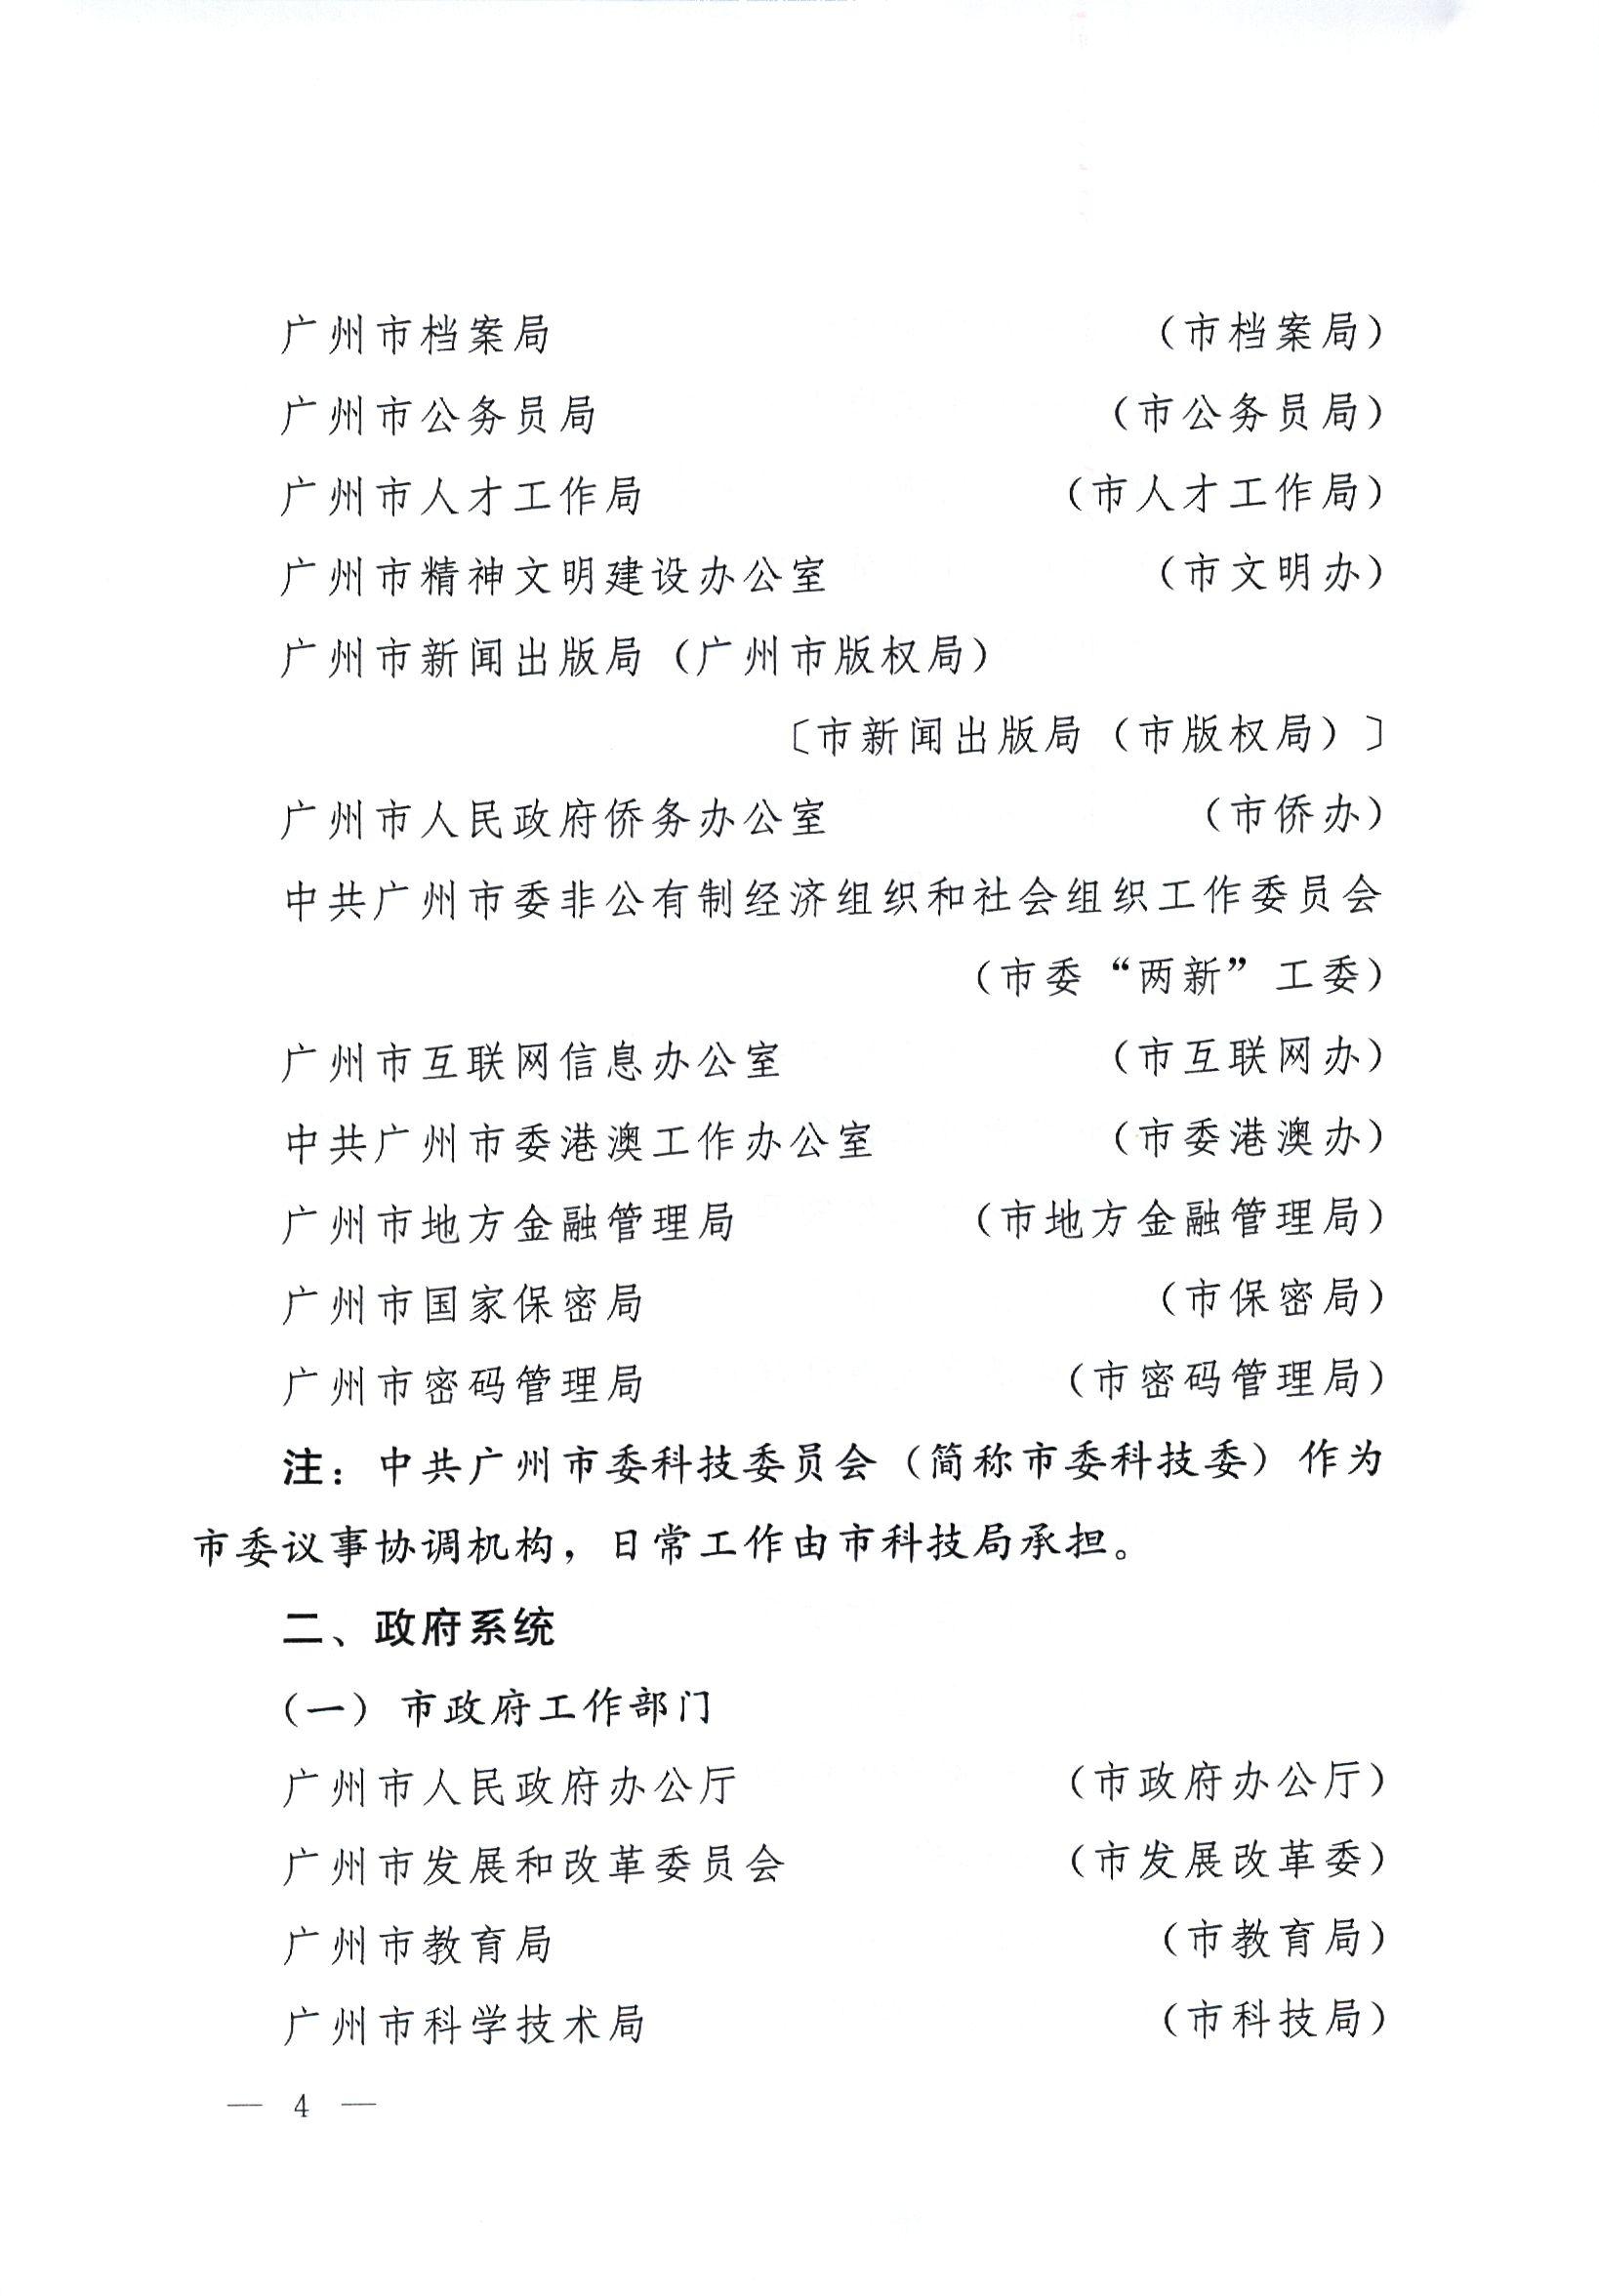 广州市档案局 （市档案局）
广州市公务员局 （市公务员局）
广州市人才工作局 （市人才工作局）
广州市精神文明建设办公室 （市文明办）
广州市新闻出版局（广州市版权局）
〔市新闻出版局（市版权局）〕
广州市人民政府侨务办公室 （市侨办）
中共广州市委非公有制经济组织和社会组织工作委员会
（市委“两新”工委）
广州市互联网信息办公室 （市互联网办）
中共广州市委港澳工作办公室 （市委港澳办）
广州市地方金融管理局 （市地方金融管理局）
广州市国家保密局 （市保密局）
广州市密码管理局 （市密码管理局）
注：中共广州市委科技委员会（简称市委科技委）作为
市委议事协调机构，日常工作由市科技局承担。
二、政府系统
（一）市政府工作部门
广州市人民政府办公厅 （市政府办公厅）
广州市发展和改革委员会 （市发展改革委）
广州市教育局 （市教育局）
广州市科学技术局 （市科技局）
— 4 —